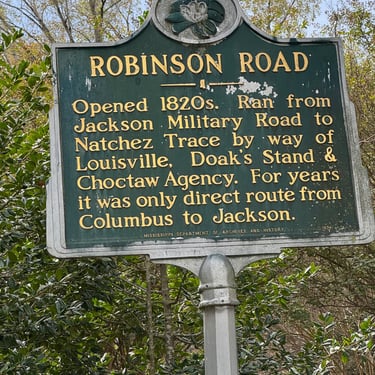 ROBINSON ROAD
Opened 1820s. Ran from
Jackson Military Road to
Natchez Trace by way of
Louisville, Doak's Stand &
Choctaw Agency. For years
it was only direct route from
Columbus to Jackson.
MISSISSIPPI DEPARTMENT OF ARCHIVES AND HISTORY